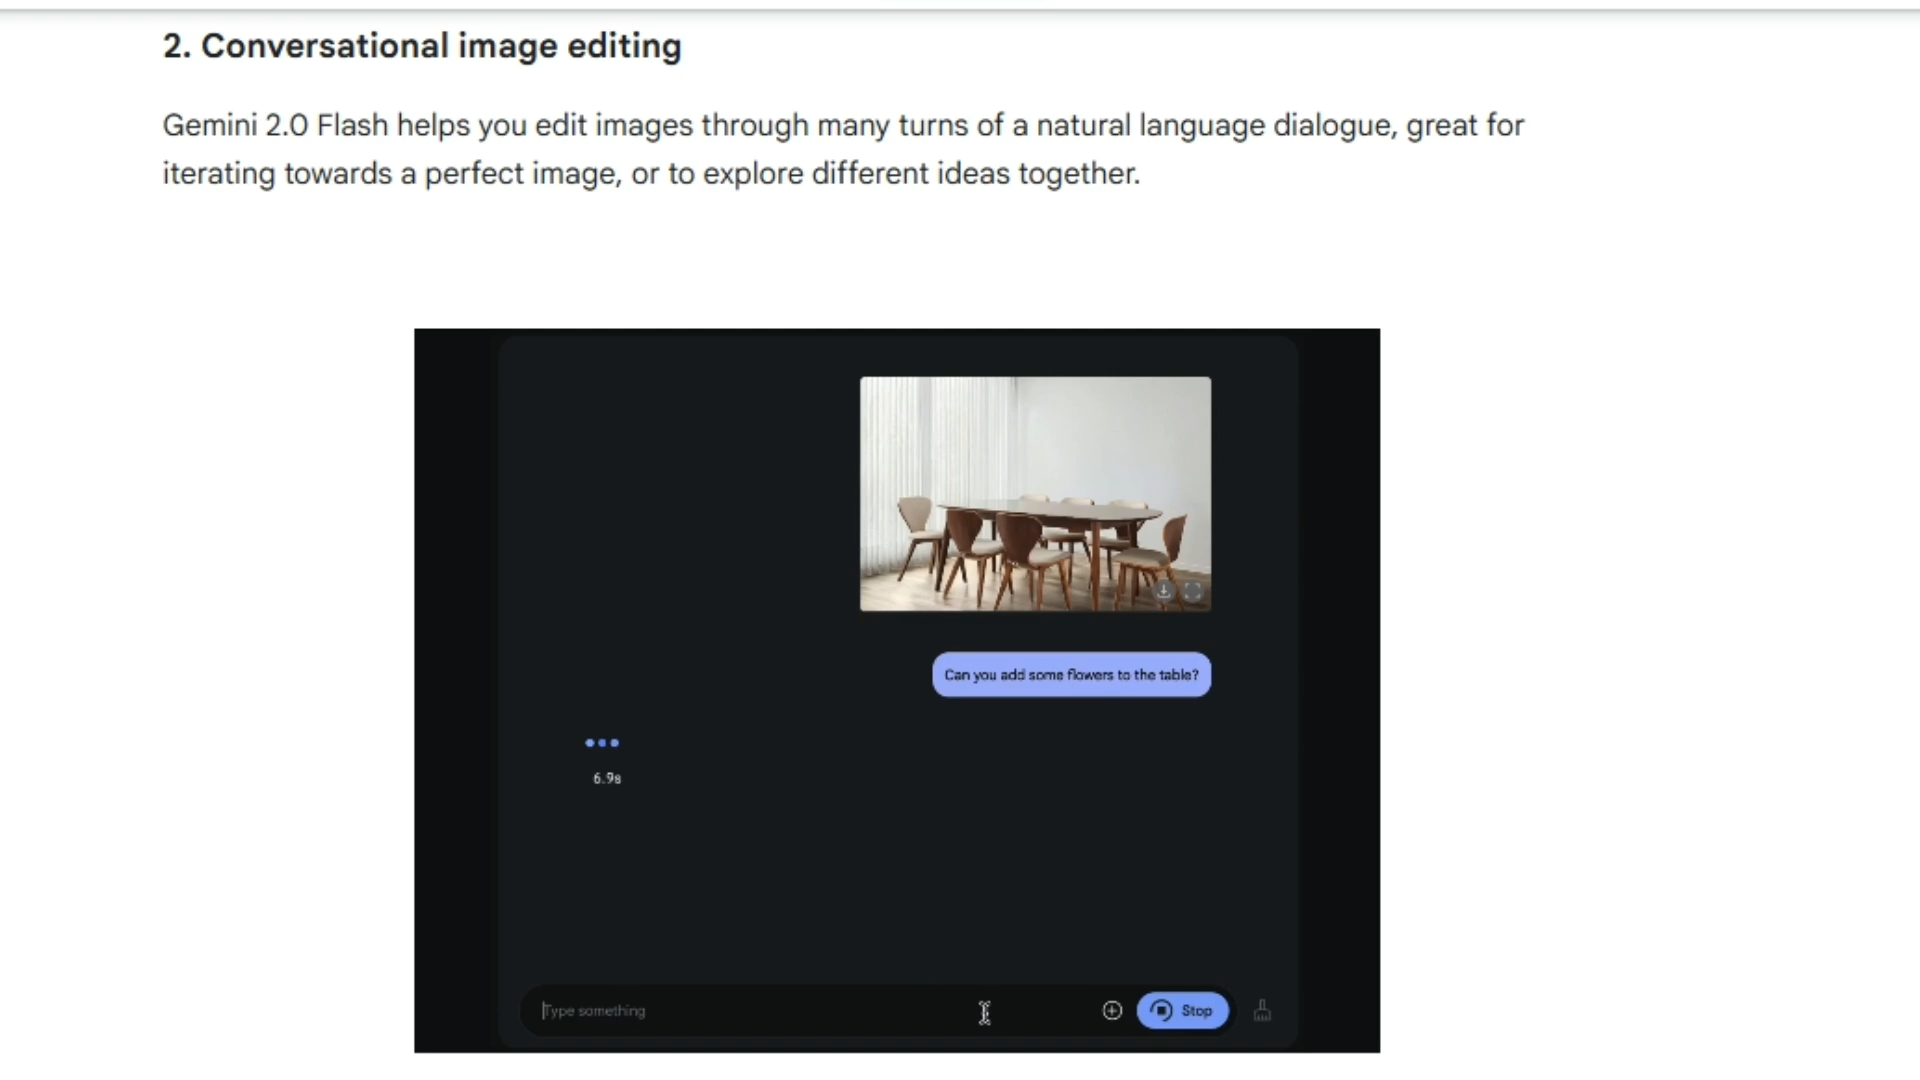 2. Conversational image editing
Gemini 2.0 Flash helps you edit images through many turns of a natural language dialogue, great for
iterating towards a perfect image, or to explore different ideas together.
Can you add some flowers to the table?
6.9s
Type something
Stop